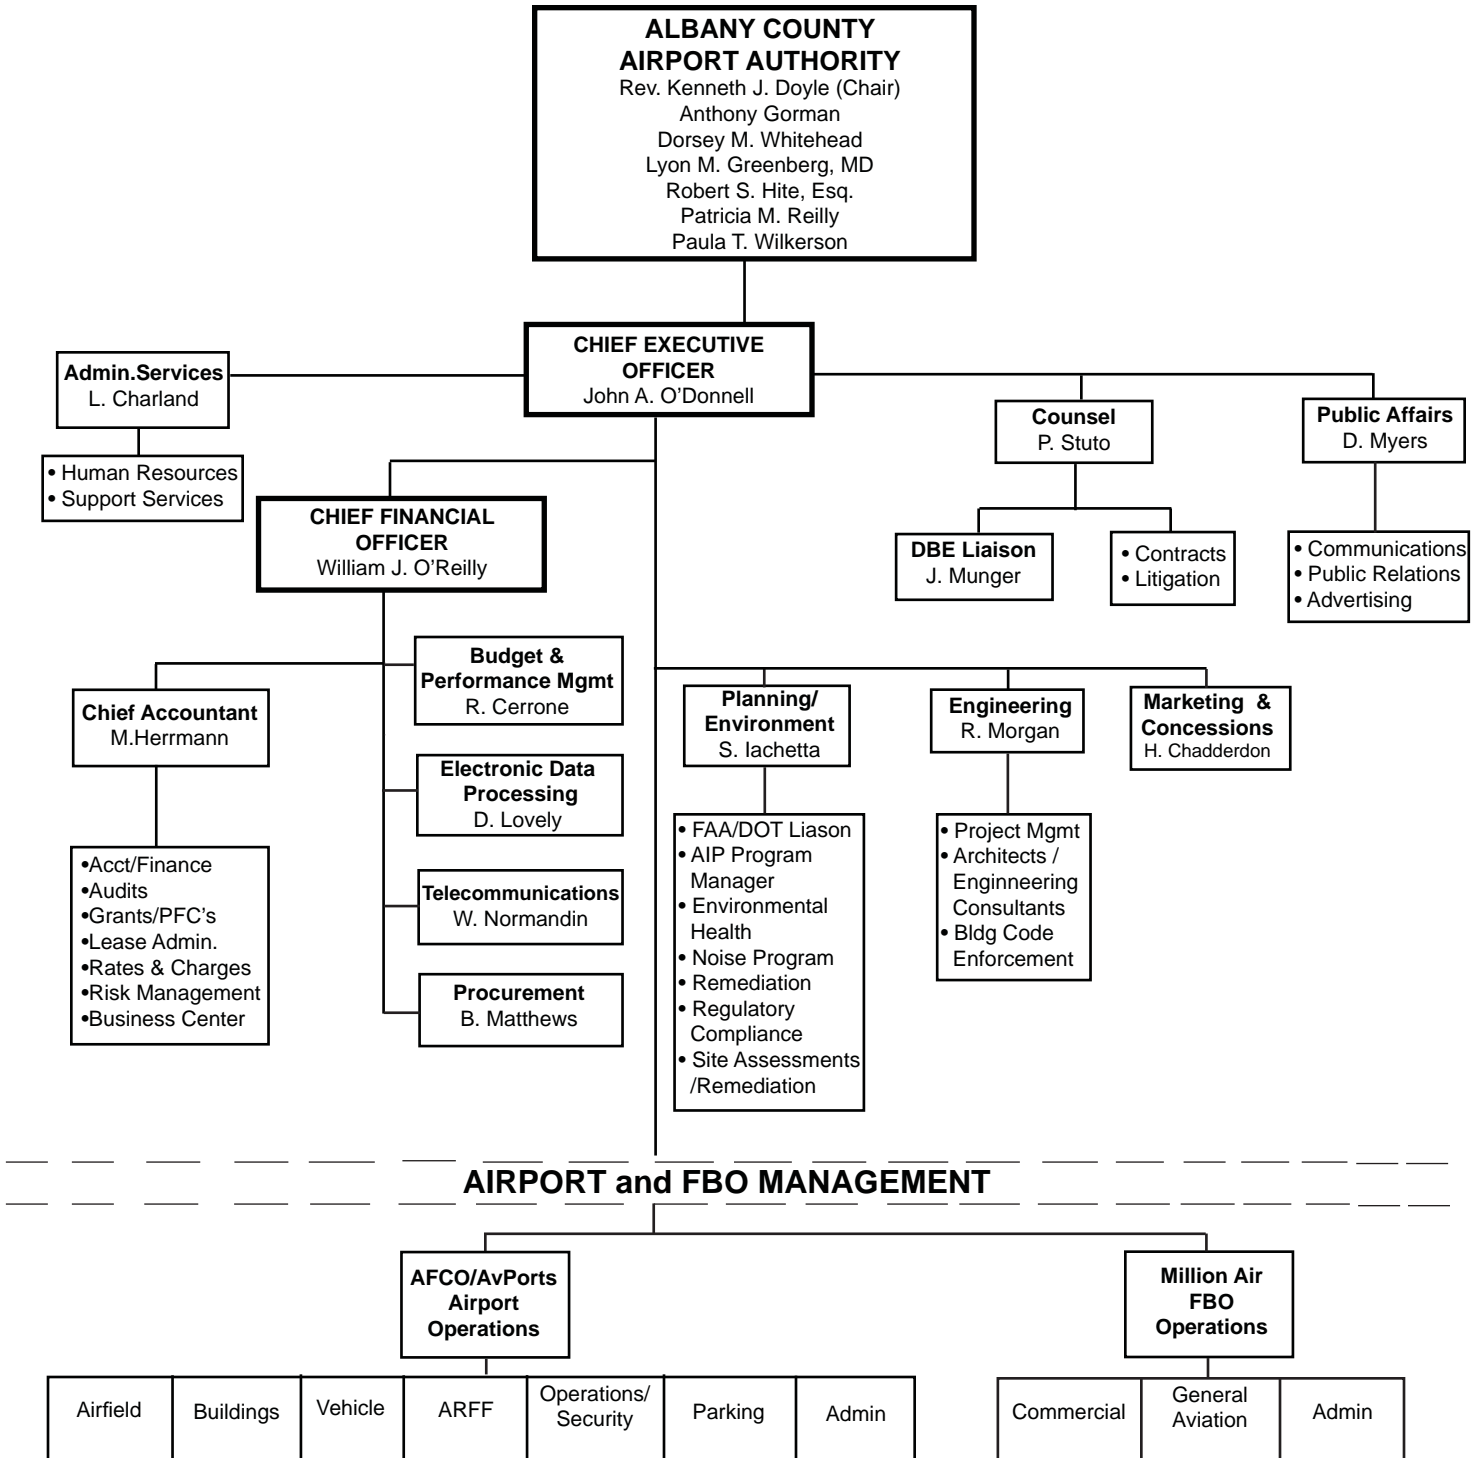 ALBANY COUNTY
AIRPORT AUTHORITY
Rev. Kenneth J. Doyle (Chair)
Anthony Gorman
Dorsey M. Whitehead
Lyon M. Greenberg, MD
Robert S. Hite, Esq.
Patricia M. Reilly
Paula T. Wilkerson
CHIEF EXECUTIVE
OFFICER
John A. O'Donnell
Admin.Services
L. Charland
• Human Resources
• Support Services
Counsel
P. Stuto
Public Affairs
D. Myers
DBE Liaison
J. Munger
• Contracts
• Litigation
• Communications
• Public Relations
• Advertising
CHIEF FINANCIAL
OFFICER
William J. O'Reilly
Chief Accountant
M.Herrmann
•Acct/Finance
•Audits
•Grants/PFC's
•Lease Admin.
•Rates & Charges
•Risk Management
•Business Center
Budget &
Performance Mgmt
R. Cerrone
Electronic Data
Processing
D. Lovely
Telecommunications
W. Normandin
Procurement
B. Matthews
Planning/
Environment
S. Iachetta
• FAA/DOT Liason
• AIP Program
Manager
• Environmental
Health
• Noise Program
• Remediation
• Regulatory
Compliance
• Site Assessments
/Remediation
Engineering
R. Morgan
• Project Mgmt
• Architects /
Enginneering
Consultants
• Bldg Code
Enforcement
Marketing &
Concessions
H. Chadderdon
AIRPORT and FBO MANAGEMENT
AFCO/AvPorts
Airport
Operations
Airfield
Buildings
Vehicle
ARFF
Operations/
Security
Parking
Admin
Million Air
FBO
Operations
Commercial
General
Aviation
Admin